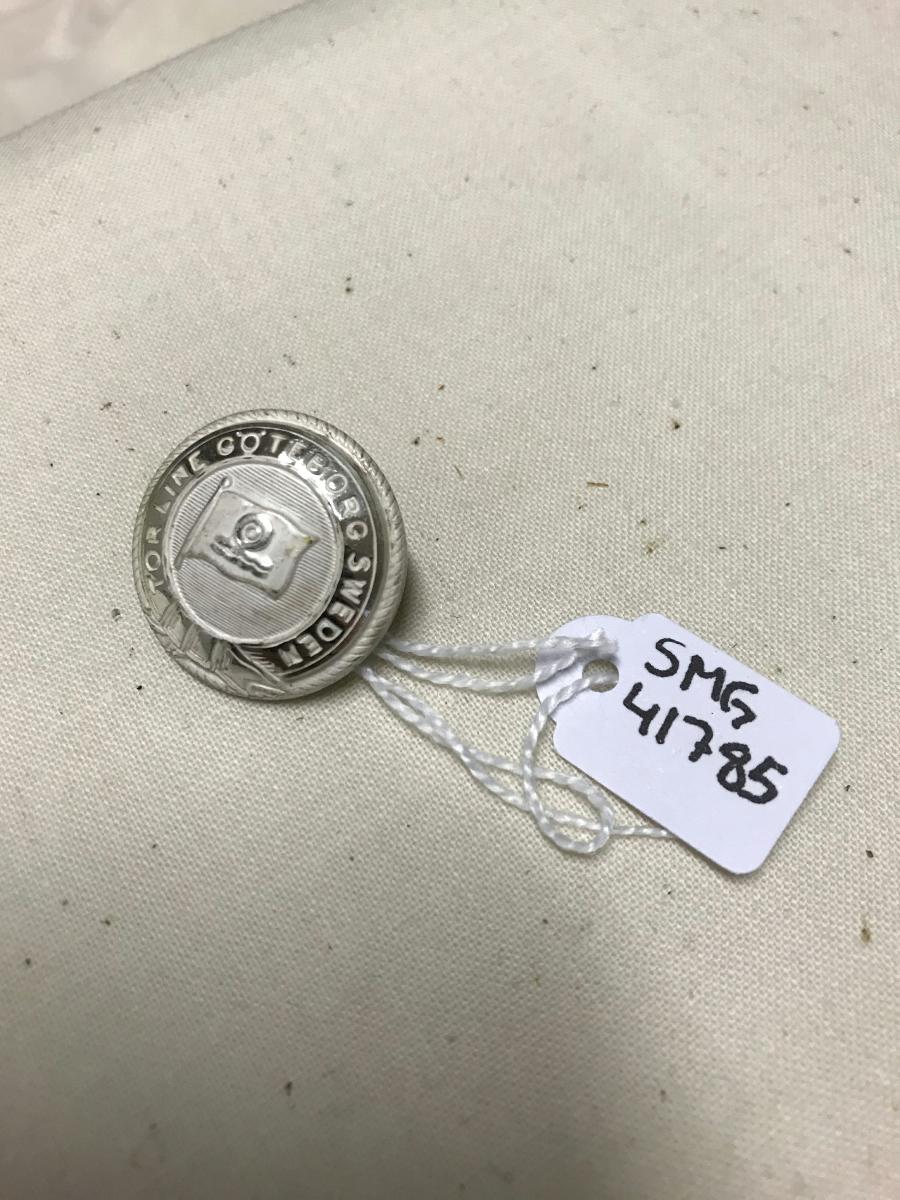 TOR LINE GÖTEBORG SWEDEN
SMG
41785